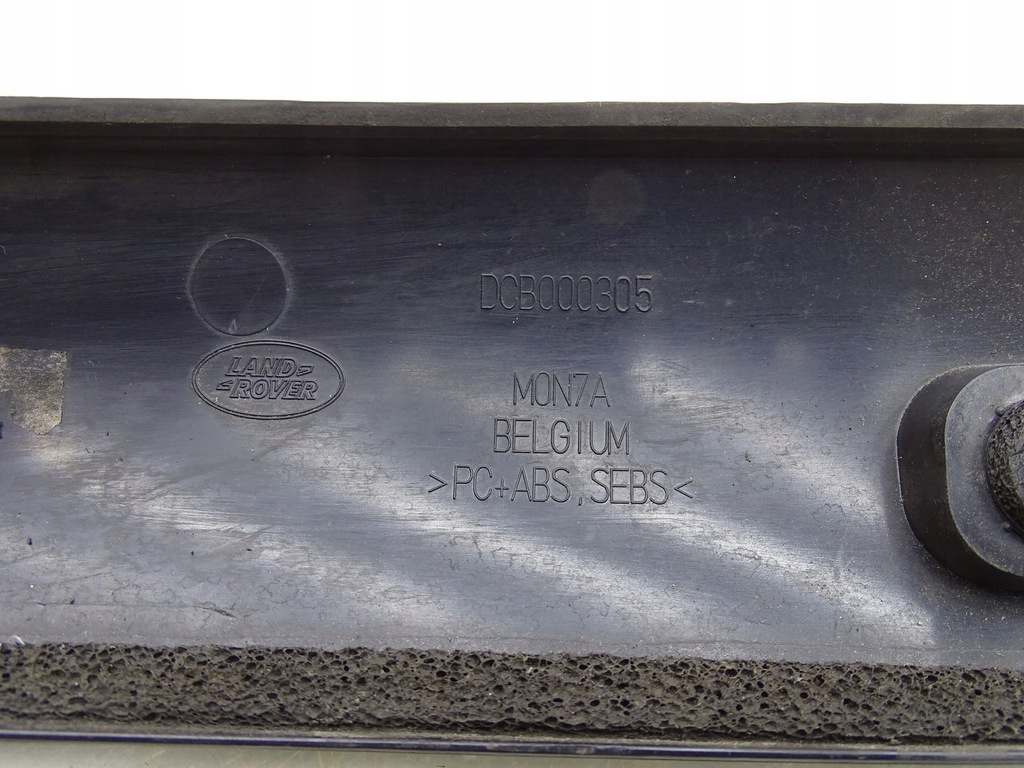 DCB000305
LAND
ROVER
MON7A
BELGIUM
>PC+ABS,SEBS<